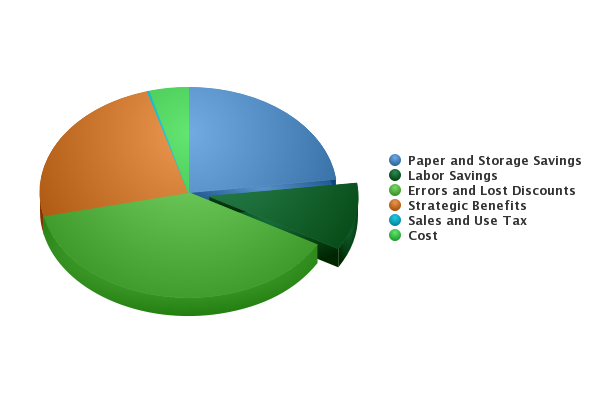 Paper and Storage Savings
Labor Savings
Errors and Lost Discounts
Strategic Benefits
Sales and Use Tax
Cost